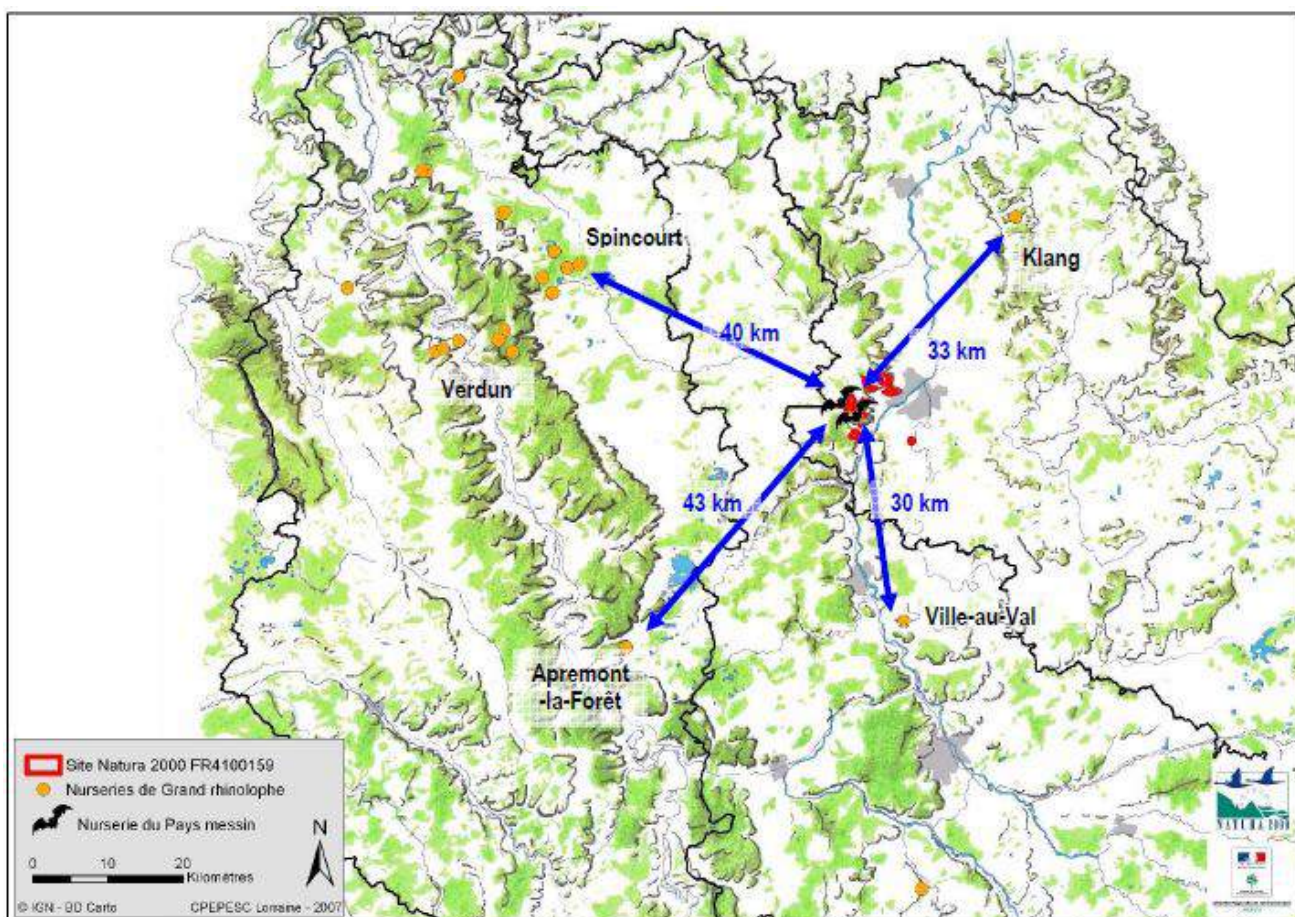 Spincourt
Klang
40 km
33 km
Verdun
43 km
30 km
Ville-au-Val
Apremont
-la-Forêt
Site Natura 2000 FR4100159
Nurseries de Grand rhinolophe
Nurserie du Pays messin
N
0 10 20
Kilomètres
© IGN - BD Carto CPEPESC Lorraine - 2007
NATURA 2000